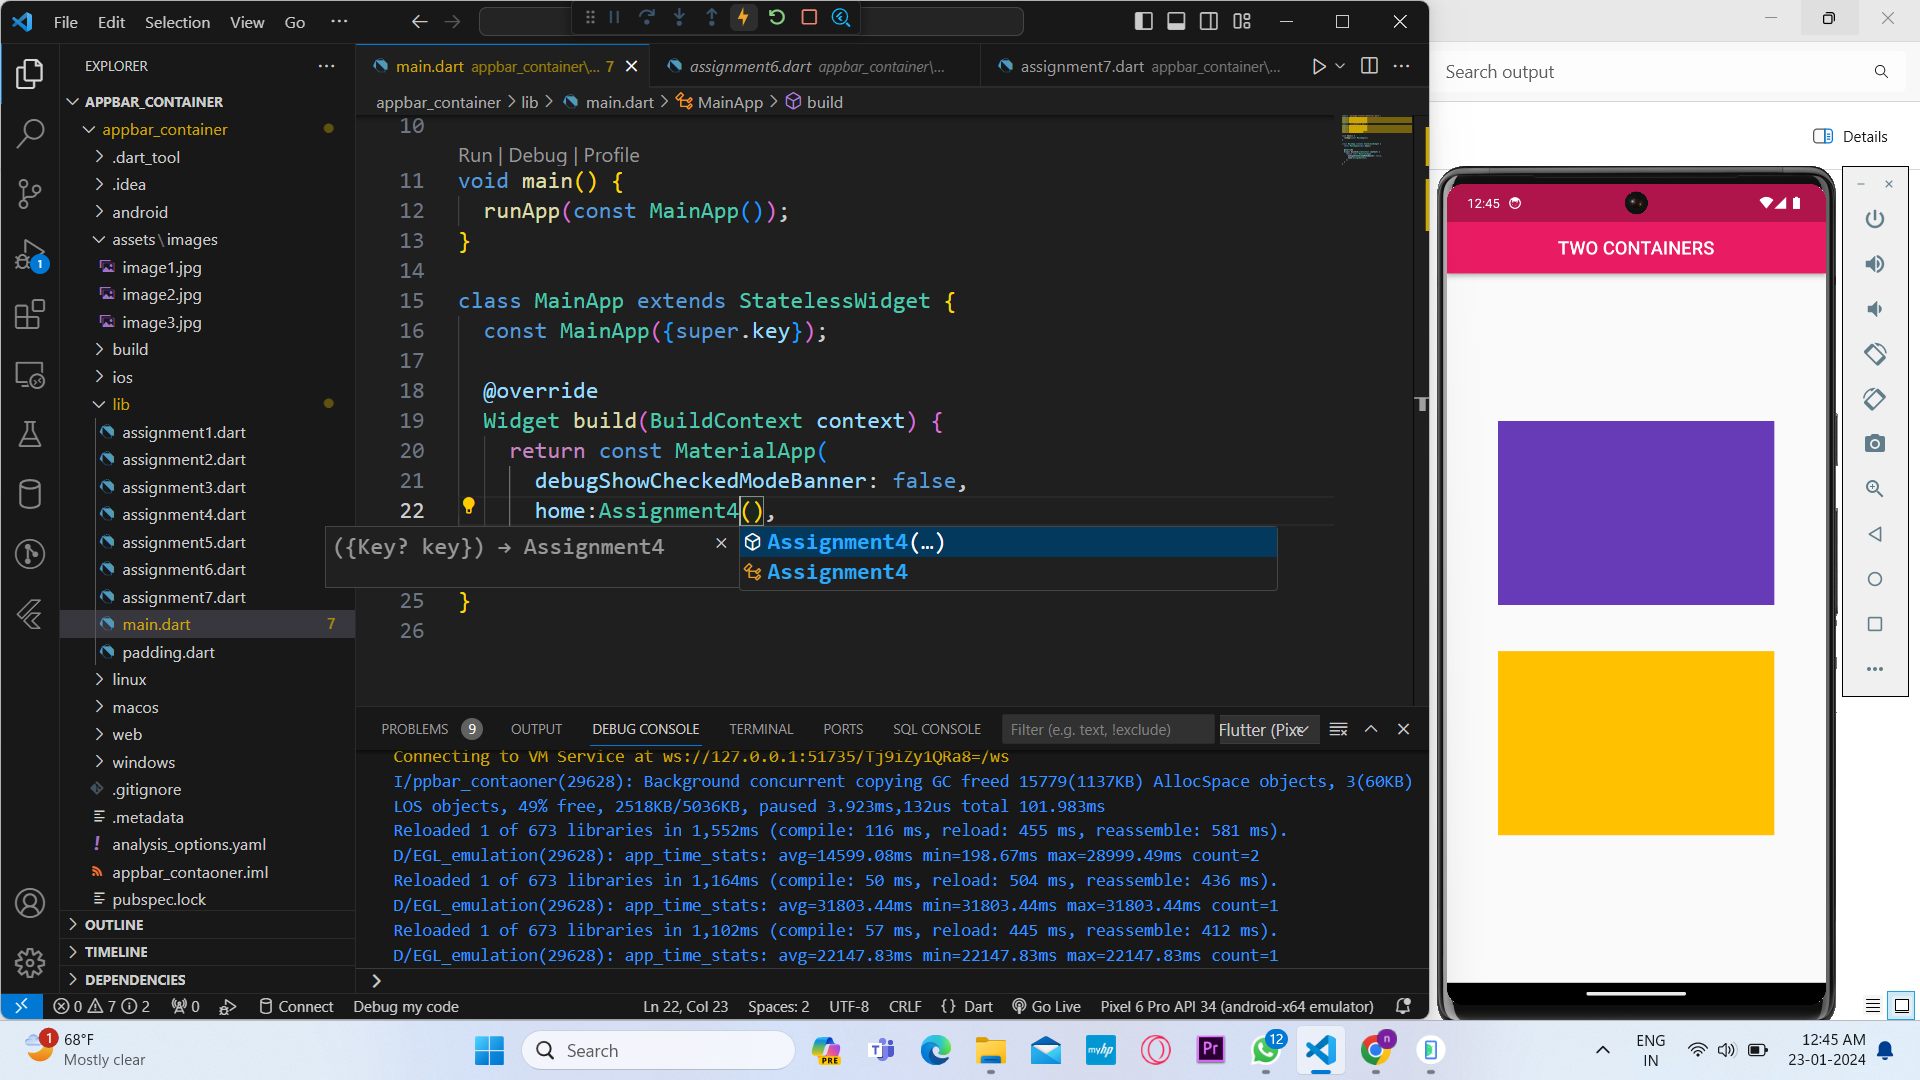 File Edit Selection View Go ···
EXPLORER ···
APPBAR_CONTAINER
appbar_container
.dart_tool
.idea
android
assets\images
image1.jpg
image2.jpg
image3.jpg
build
ios
lib
assignment1.dart
assignment2.dart
assignment3.dart
assignment4.dart
assignment5.dart
assignment6.dart
assignment7.dart
main.dart 7
padding.dart
linux
macos
web
windows
.gitignore
.metadata
! analysis_options.yaml
appbar_contaoner.iml
pubspec.lock
OUTLINE
TIMELINE
DEPENDENCIES
1
main.dart appbar_container\... 7
assignment6.dart appbar_container\...
assignment7.dart appbar_container\...
appbar_container > lib > main.dart > MainApp > build
10
Run | Debug | Profile
11 void main() {
12 runApp(const MainApp());
13 }
14
15 class MainApp extends StatelessWidget {
16 const MainApp({super.key});
17
18 @override
19 Widget build(BuildContext context) {
20 return const MaterialApp(
21 debugShowCheckedModeBanner: false,
22 home:Assignment4(),
({Key? key}) → Assignment4
Assignment4(…)
Assignment4
25 }
26
PROBLEMS 9 OUTPUT DEBUG CONSOLE TERMINAL PORTS SQL CONSOLE Filter (e.g. text, !exclude) Flutter (Pixe
Connecting to VM Service at ws://127.0.0.1:51735/Tj9iZy1QRa8=/ws
I/ppbar_contaoner(29628): Background concurrent copying GC freed 15779(1137KB) AllocSpace objects, 3(60KB)
LOS objects, 49% free, 2518KB/5036KB, paused 3.923ms,132us total 101.983ms
Reloaded 1 of 673 libraries in 1,552ms (compile: 116 ms, reload: 455 ms, reassemble: 581 ms).
D/EGL_emulation(29628): app_time_stats: avg=14599.08ms min=198.67ms max=28999.49ms count=2
Reloaded 1 of 673 libraries in 1,164ms (compile: 50 ms, reload: 504 ms, reassemble: 436 ms).
D/EGL_emulation(29628): app_time_stats: avg=31803.44ms min=31803.44ms max=31803.44ms count=1
Reloaded 1 of 673 libraries in 1,102ms (compile: 57 ms, reload: 445 ms, reassemble: 412 ms).
D/EGL_emulation(29628): app_time_stats: avg=22147.83ms min=22147.83ms max=22147.83ms count=1
0 7 2 0 Connect Debug my code Ln 22, Col 23 Spaces: 2 UTF-8 CRLF {} Dart Go Live Pixel 6 Pro API 34 (android-x64 emulator)
Search output
Details
12:45
TWO CONTAINERS
1 68°F
Mostly clear
Search
PRE
myhp
Pr
12
n
ENG
IN
12:45 AM
23-01-2024